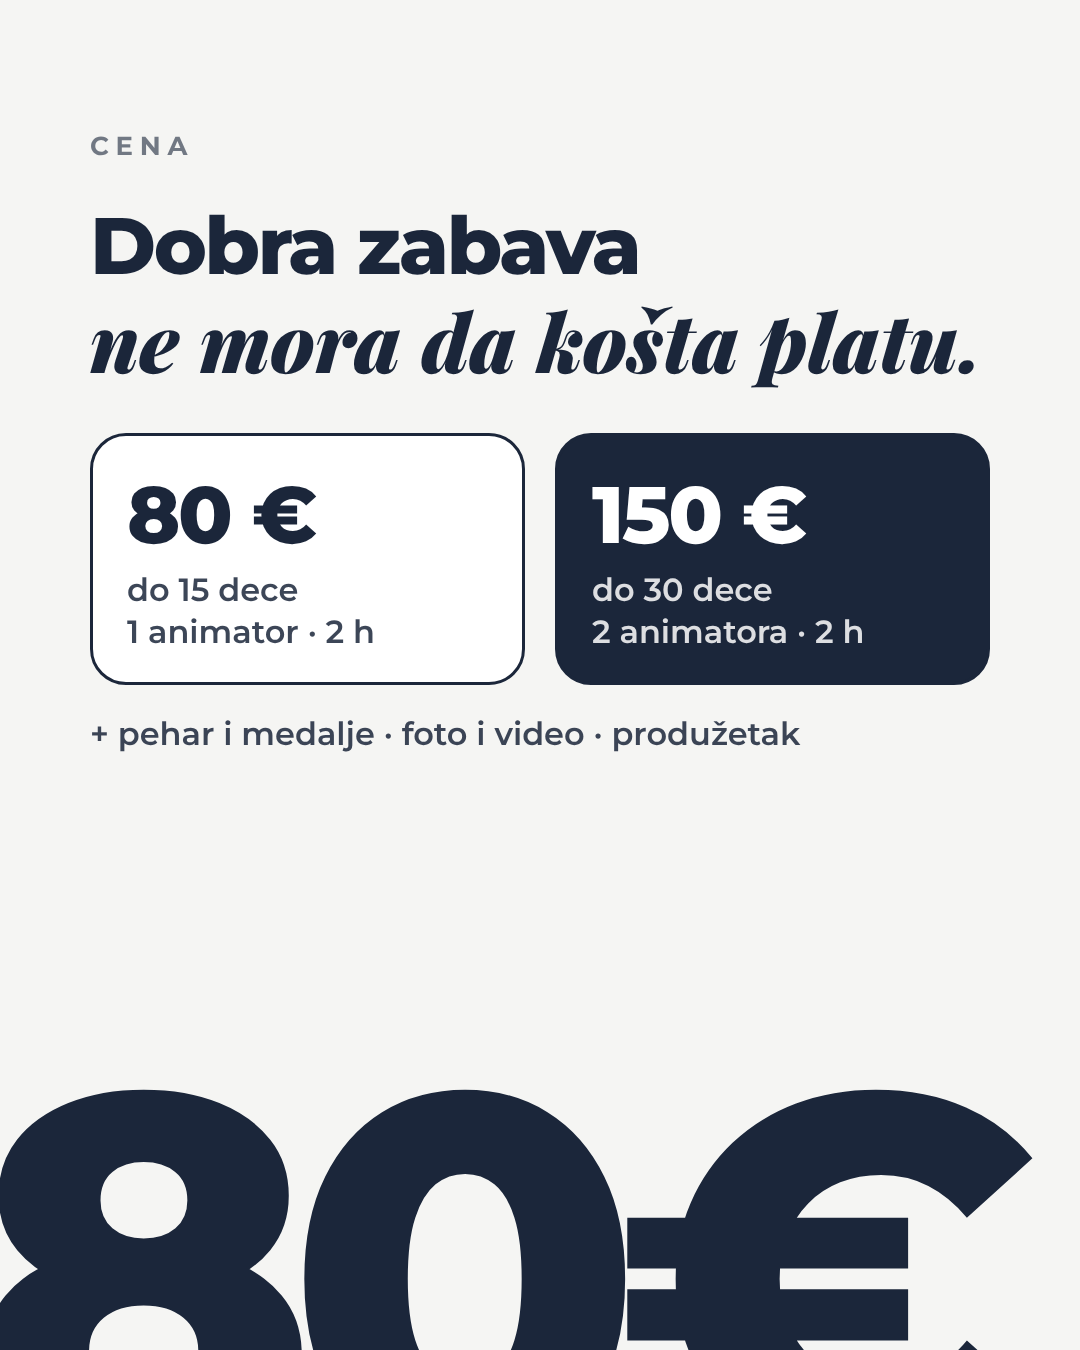 CENA
Dobra zabava
ne mora da košta platu.
80 €
do 15 dece
1 animator · 2 h
150 €
do 30 dece
2 animatora · 2 h
+ pehar i medalje · foto i video · produžetak
80€